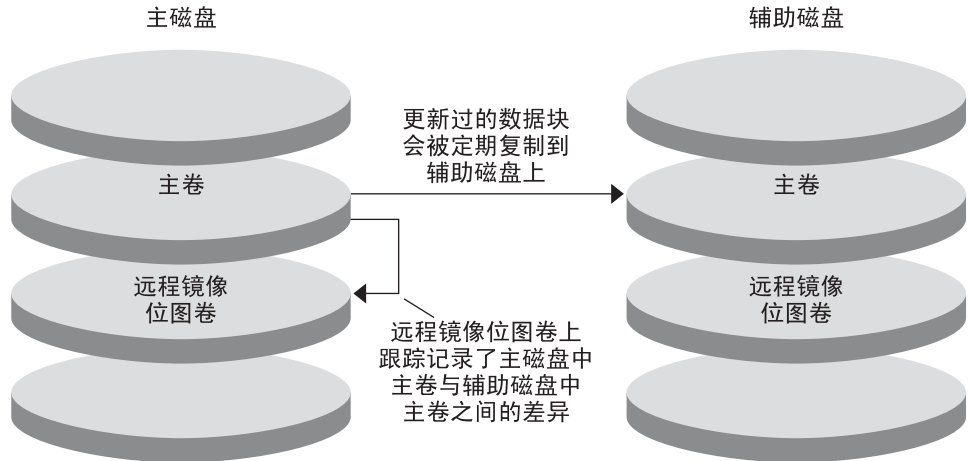 主磁盘
辅助磁盘
更新过的数据块
会被定期复制到
辅助磁盘上
主卷
主卷
远程镜像
位图卷
远程镜像
位图卷
远程镜像位图卷上
跟踪记录了主磁盘中
主卷与辅助磁盘中
主卷之间的差异